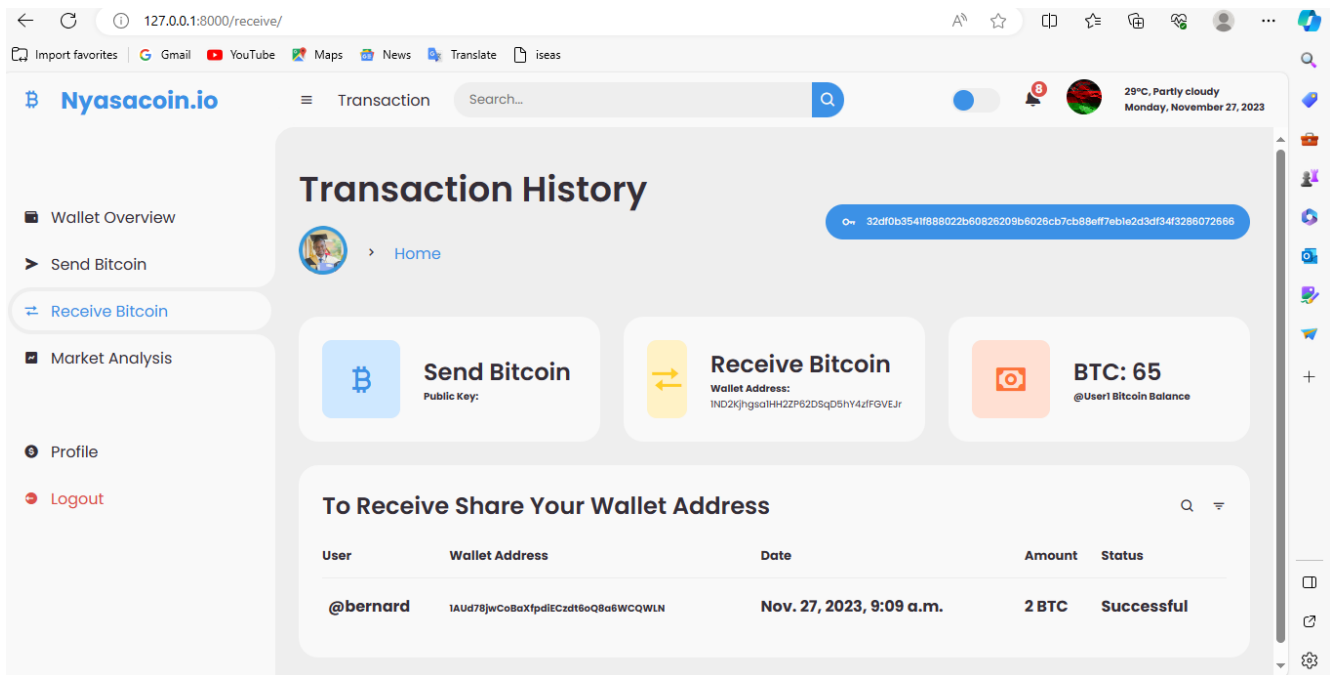 127.0.0.1:8000/receive/
Import favorites Gmail YouTube Maps News Translate iseas
Nyasacoin.io
Transaction Search... 8
29°C, Partly cloudy
Monday, November 27, 2023
Transaction History
32df0b3541f888022b60826209b6026cb7cb88eff7eb1e2d3df34f3286072666
Home
Wallet Overview
Send Bitcoin
Receive Bitcoin
Market Analysis
Profile
Logout
Send Bitcoin
Public Key:
Receive Bitcoin
Wallet Address:
1ND2Kjhgsa1HH2ZP62DSqD5hY4zfFGVEJr
BTC: 65
@User1 Bitcoin Balance
To Receive Share Your Wallet Address
User Wallet Address Date Amount Status
@bernard 1AUd78jwCoBaXfpdiECzdt6oQ8a6WCQWLN Nov. 27, 2023, 9:09 a.m. 2 BTC Successful